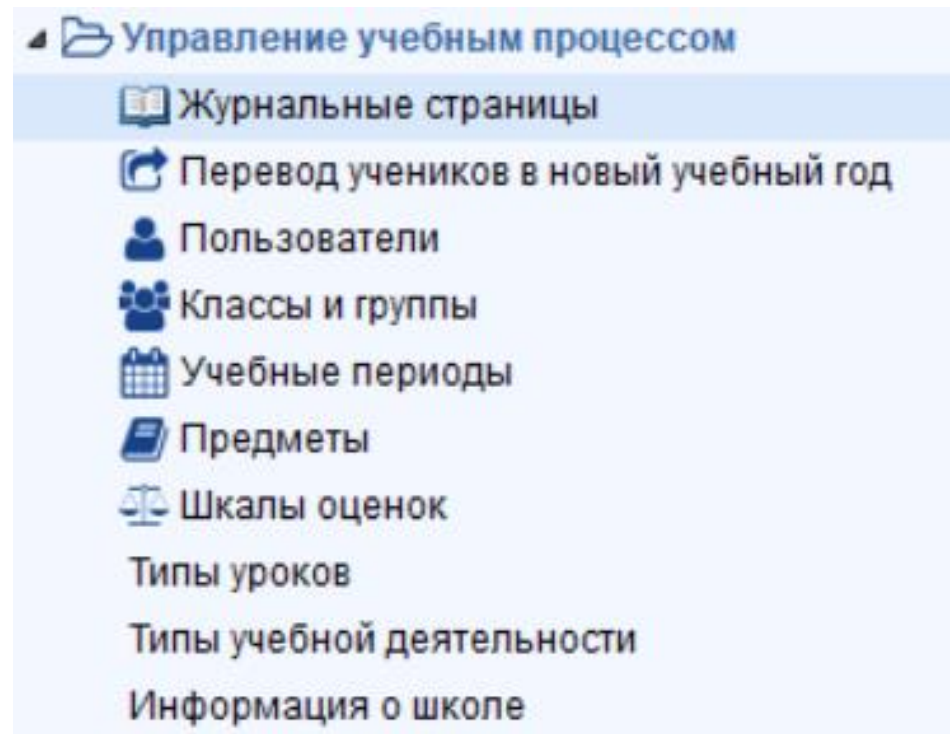 Управление учебным процессом
Журнальные страницы
Перевод учеников в новый учебный год
Пользователи
Классы и группы
Учебные периоды
Предметы
Шкалы оценок
Типы уроков
Типы учебной деятельности
Информация о школе